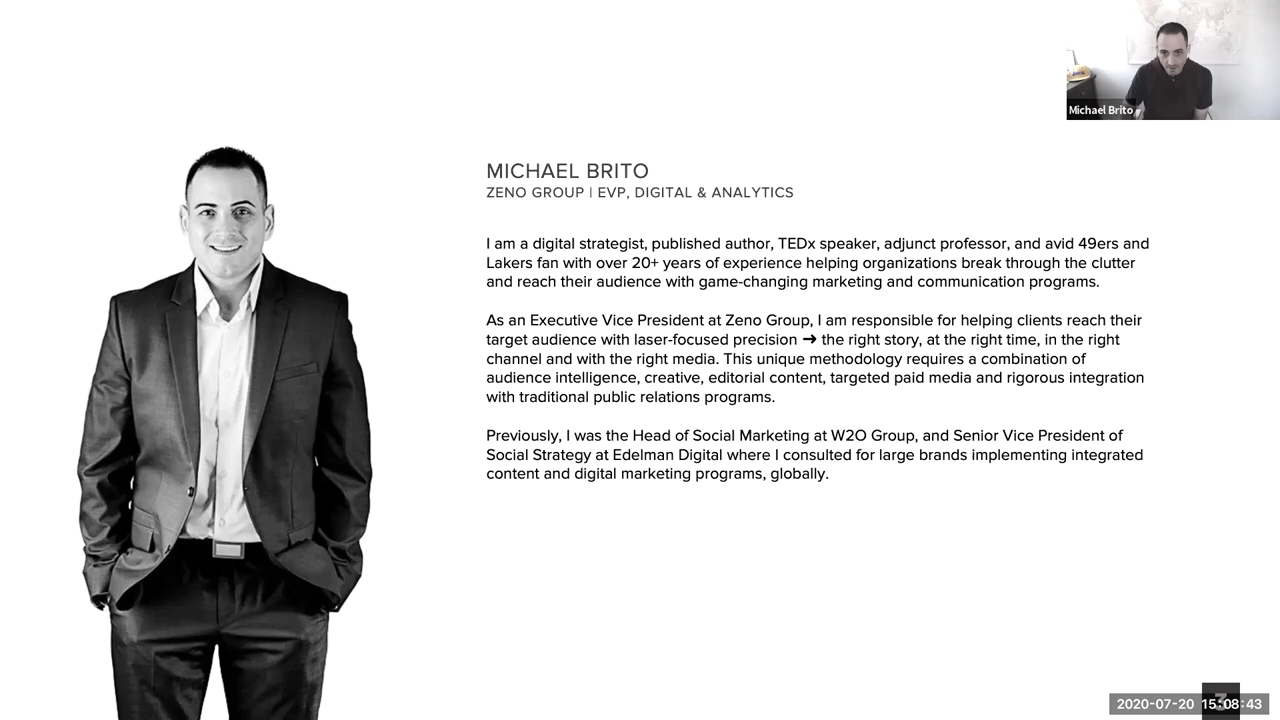 Michael Brito
MICHAEL BRITO
ZENO GROUP | EVP, DIGITAL & ANALYTICS
I am a digital strategist, published author, TEDx speaker, adjunct professor, and avid 49ers and
Lakers fan with over 20+ years of experience helping organizations break through the clutter
and reach their audience with game-changing marketing and communication programs.
As an Executive Vice President at Zeno Group, I am responsible for helping clients reach their
target audience with laser-focused precision ➔ the right story, at the right time, in the right
channel and with the right media. This unique methodology requires a combination of
audience intelligence, creative, editorial content, targeted paid media and rigorous integration
with traditional public relations programs.
Previously, I was the Head of Social Marketing at W2O Group, and Senior Vice President of
Social Strategy at Edelman Digital where I consulted for large brands implementing integrated
content and digital marketing programs, globally.
3
2020-07-20 15:08:43